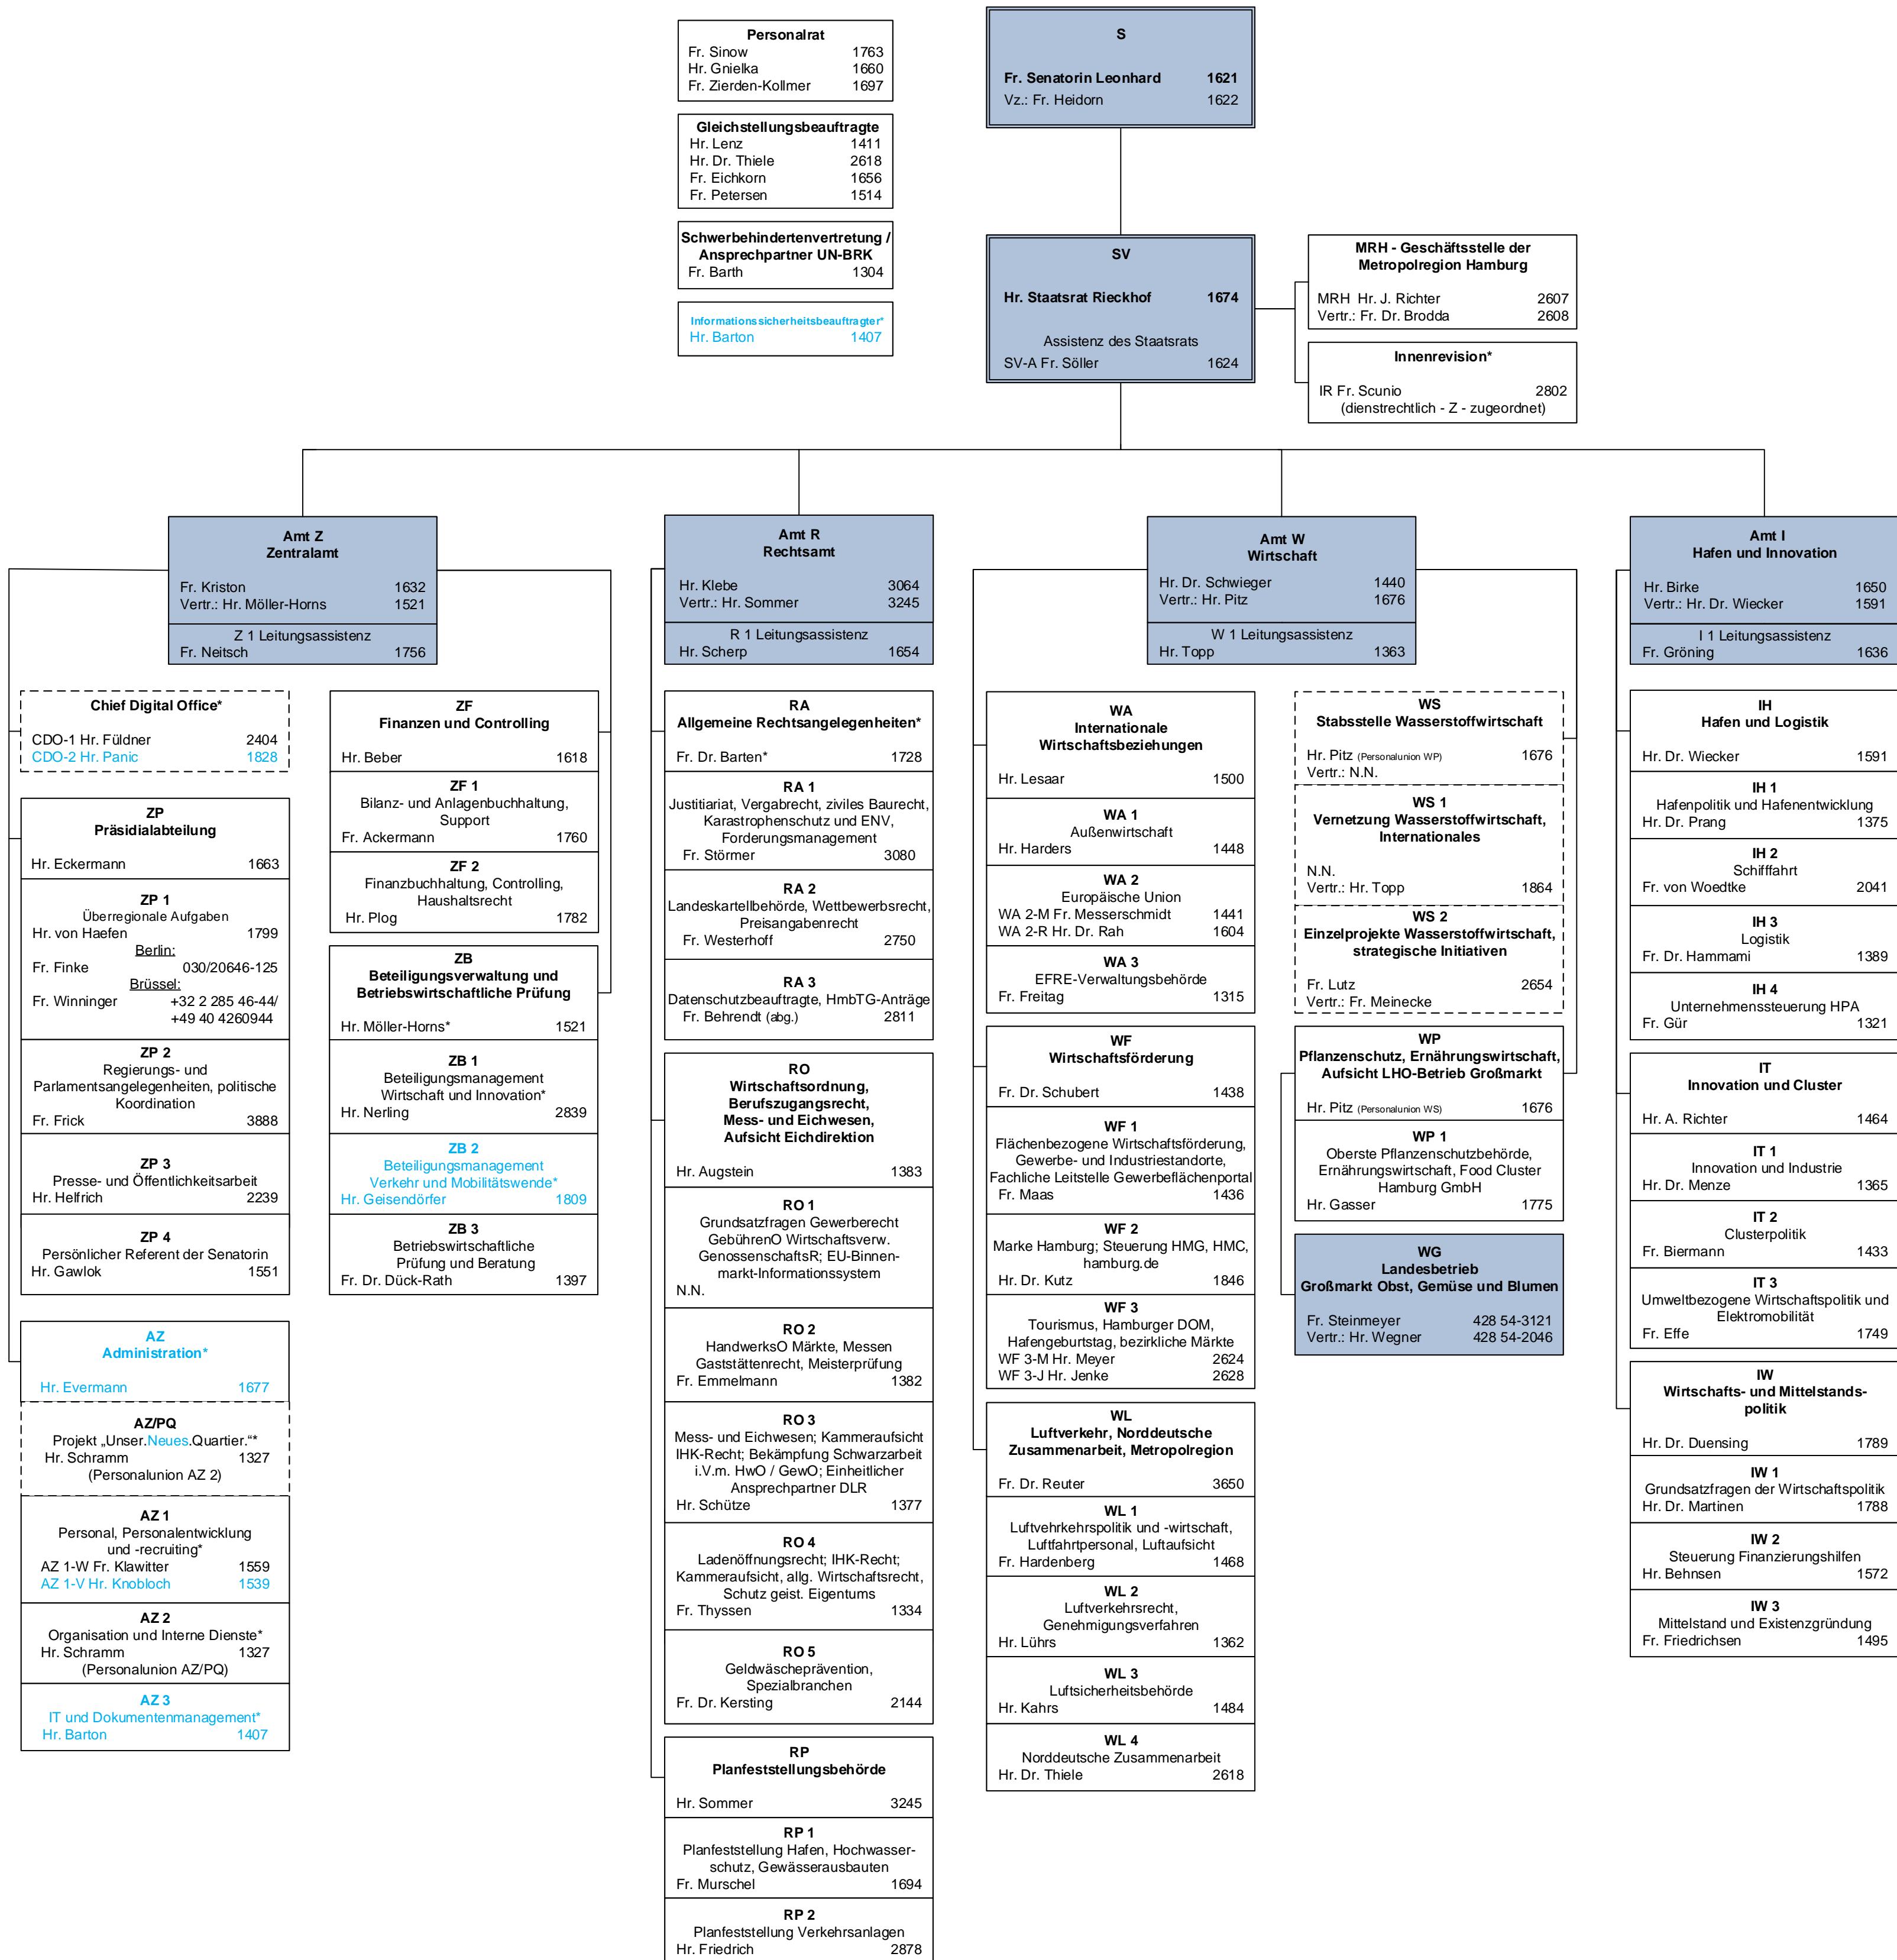 Personalrat
Fr. Sinow 1763
Hr. Gnielka 1660
Fr. Zierden-Kollmer 1697
Gleichstellungsbeauftragte
Hr. Lenz 1411
Hr. Dr. Thiele 2618
Fr. Eichkorn 1656
Fr. Petersen 1514
Schwerbehindertenvertretung /
Ansprechpartner UN-BRK
Fr. Barth 1304
Informationssicherheitsbeauftragter*
Hr. Barton 1407
S
Fr. Senatorin Leonhard 1621
Vz.: Fr. Heidorn 1622
SV
Hr. Staatsrat Rieckhof 1674
Assistenz des Staatsrats
SV-A Fr. Söller 1624
MRH - Geschäftsstelle der
Metropolregion Hamburg
MRH Hr. J. Richter 2607
Vertr.: Fr. Dr. Brodda 2608
Innenrevision*
IR Fr. Scunio 2802
(dienstrechtlich - Z - zugeordnet)
Amt Z
Zentralamt
Fr. Kriston 1632
Vertr.: Hr. Möller-Horns 1521
Z 1 Leitungsassistenz
Fr. Neitsch 1756
Chief Digital Office*
CDO-1 Hr. Füldner 2404
CDO-2 Hr. Panic 1828
ZP
Präsidialabteilung
Hr. Eckermann 1663
ZP 1
Überregionale Aufgaben
Hr. von Haefen 1799
Berlin:
Fr. Finke 030/20646-125
Brüssel:
Fr. Winninger +32 2 285 46-44/
+49 40 4260944
ZP 2
Regierungs- und
Parlamentsangelegenheiten, politische
Koordination
Fr. Frick 3888
ZP 3
Presse- und Öffentlichkeitsarbeit
Hr. Helfrich 2239
ZP 4
Persönlicher Referent der Senatorin
Hr. Gawlok 1551
AZ
Administration*
Hr. Evermann 1677
AZ/PQ
Projekt „Unser.Neues.Quartier.“*
Hr. Schramm 1327
(Personalunion AZ 2)
AZ 1
Personal, Personalentwicklung
und -recruiting*
AZ 1-W Fr. Klawitter 1559
AZ 1-V Hr. Knobloch 1539
AZ 2
Organisation und Interne Dienste*
Hr. Schramm 1327
(Personalunion AZ/PQ)
AZ 3
IT und Dokumentenmanagement*
Hr. Barton 1407
ZF
Finanzen und Controlling
Hr. Beber 1618
ZF 1
Bilanz- und Anlagenbuchhaltung,
Support
Fr. Ackermann 1760
ZF 2
Finanzbuchhaltung, Controlling,
Haushaltsrecht
Hr. Plog 1782
ZB
Beteiligungsverwaltung und
Betriebswirtschaftliche Prüfung
Hr. Möller-Horns* 1521
ZB 1
Beteiligungsmanagement
Wirtschaft und Innovation*
Hr. Nerling 2839
ZB 2
Beteiligungsmanagement
Verkehr und Mobilitätswende*
Hr. Geisendörfer 1809
ZB 3
Betriebswirtschaftliche
Prüfung und Beratung
Fr. Dr. Dück-Rath 1397
Amt R
Rechtsamt
Hr. Klebe 3064
Vertr.: Hr. Sommer 3245
R 1 Leitungsassistenz
Hr. Scherp 1654
RA
Allgemeine Rechtsangelegenheiten*
Fr. Dr. Barten* 1728
RA 1
Justitiariat, Vergabrecht, ziviles Baurecht,
Karastrophenschutz und ENV,
Forderungsmanagement
Fr. Störmer 3080
RA 2
Landeskartellbehörde, Wettbewerbsrecht,
Preisangabenrecht
Fr. Westerhoff 2750
RA 3
Datenschutzbeauftragte, HmbTG-Anträge
Fr. Behrendt (abg.) 2811
RO
Wirtschaftsordnung,
Berufszugangsrecht,
Mess- und Eichwesen,
Aufsicht Eichdirektion
Hr. Augstein 1383
RO 1
Grundsatzfragen Gewerberecht
GebührenO Wirtschaftsverw.
GenossenschaftsR; EU-Binnen-
markt-Informationssystem
N.N.
RO 2
HandwerksO Märkte, Messen
Gaststättenrecht, Meisterprüfung
Fr. Emmelmann 1382
RO 3
Mess- und Eichwesen; Kammeraufsicht
IHK-Recht; Bekämpfung Schwarzarbeit
i.V.m. HwO / GewO; Einheitlicher
Ansprechpartner DLR
Hr. Schütze 1377
RO 4
Ladenöffnungsrecht; IHK-Recht;
Kammeraufsicht, allg. Wirtschaftsrecht,
Schutz geist. Eigentums
Fr. Thyssen 1334
RO 5
Geldwäscheprävention,
Spezialbranchen
Fr. Dr. Kersting 2144
RP
Planfeststellungsbehörde
Hr. Sommer 3245
RP 1
Planfeststellung Hafen, Hochwasser-
schutz, Gewässerausbauten
Fr. Murschel 1694
RP 2
Planfeststellung Verkehrsanlagen
Hr. Friedrich 2878
Amt W
Wirtschaft
Hr. Dr. Schwieger 1440
Vertr.: Hr. Pitz 1676
W 1 Leitungsassistenz
Hr. Topp 1363
WA
Internationale
Wirtschaftsbeziehungen
Hr. Lesaar 1500
WA 1
Außenwirtschaft
Hr. Harders 1448
WA 2
Europäische Union
WA 2-M Fr. Messerschmidt 1441
WA 2-R Hr. Dr. Rah 1604
WA 3
EFRE-Verwaltungsbehörde
Fr. Freitag 1315
WF
Wirtschaftsförderung
Fr. Dr. Schubert 1438
WF 1
Flächenbezogene Wirtschaftsförderung,
Gewerbe- und Industriestandorte,
Fachliche Leitstelle Gewerbeflächenportal
Fr. Maas 1436
WF 2
Marke Hamburg; Steuerung HMG, HMC,
hamburg.de
Hr. Dr. Kutz 1846
WF 3
Tourismus, Hamburger DOM,
Hafengeburtstag, bezirkliche Märkte
WF 3-M Hr. Meyer 2624
WF 3-J Hr. Jenke 2628
WL
Luftverkehr, Norddeutsche
Zusammenarbeit, Metropolregion
Fr. Dr. Reuter 3650
WL 1
Luftvehrkehrspolitik und -wirtschaft,
Luftfahrtpersonal, Luftaufsicht
Fr. Hardenberg 1468
WL 2
Luftverkehrsrecht,
Genehmigungsverfahren
Hr. Lührs 1362
WL 3
Luftsicherheitsbehörde
Hr. Kahrs 1484
WL 4
Norddeutsche Zusammenarbeit
Hr. Dr. Thiele 2618
WS
Stabsstelle Wasserstoffwirtschaft
Hr. Pitz (Personalunion WP) 1676
Vertr.: N.N.
WS 1
Vernetzung Wasserstoffwirtschaft,
Internationales
N.N.
Vertr.: Hr. Topp 1864
WS 2
Einzelprojekte Wasserstoffwirtschaft,
strategische Initiativen
Fr. Lutz 2654
Vertr.: Fr. Meinecke
WP
Pflanzenschutz, Ernährungswirtschaft,
Aufsicht LHO-Betrieb Großmarkt
Hr. Pitz (Personalunion WS) 1676
WP 1
Oberste Pflanzenschutzbehörde,
Ernährungswirtschaft, Food Cluster
Hamburg GmbH
Hr. Gasser 1775
WG
Landesbetrieb
Großmarkt Obst, Gemüse und Blumen
Fr. Steinmeyer 428 54-3121
Vertr.: Hr. Wegner 428 54-2046
Amt I
Hafen und Innovation
Hr. Birke 1650
Vertr.: Hr. Dr. Wiecker 1591
I 1 Leitungsassistenz
Fr. Gröning 1636
IH
Hafen und Logistik
Hr. Dr. Wiecker 1591
IH 1
Hafenpolitik und Hafenentwicklung
Hr. Dr. Prang 1375
IH 2
Schifffahrt
Fr. von Woedtke 2041
IH 3
Logistik
Fr. Dr. Hammami 1389
IH 4
Unternehmenssteuerung HPA
Fr. Gür 1321
IT
Innovation und Cluster
Hr. A. Richter 1464
IT 1
Innovation und Industrie
Hr. Dr. Menze 1365
IT 2
Clusterpolitik
Fr. Biermann 1433
IT 3
Umweltbezogene Wirtschaftspolitik und
Elektromobilität
Fr. Effe 1749
IW
Wirtschafts- und Mittelstands-
politik
Hr. Dr. Duensing 1789
IW 1
Grundsatzfragen der Wirtschaftspolitik
Hr. Dr. Martinen 1788
IW 2
Steuerung Finanzierungshilfen
Hr. Behnsen 1572
IW 3
Mittelstand und Existenzgründung
Fr. Friedrichsen 1495